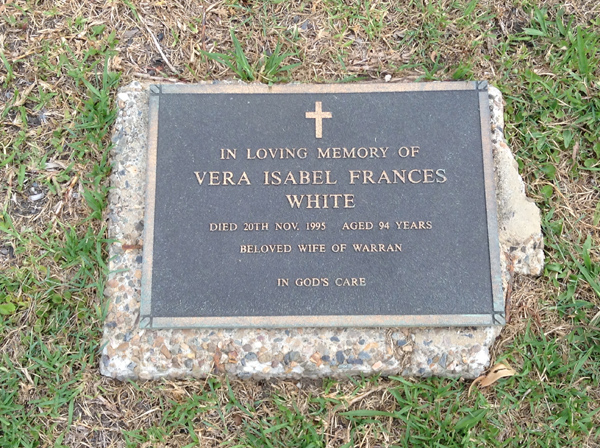 IN LOVING MEMORY OF
VERA ISABEL FRANCES
WHITE
DIED 20TH NOV. 1995 AGED 94 YEARS
BELOVED WIFE OF WARRAN
IN GOD'S CARE